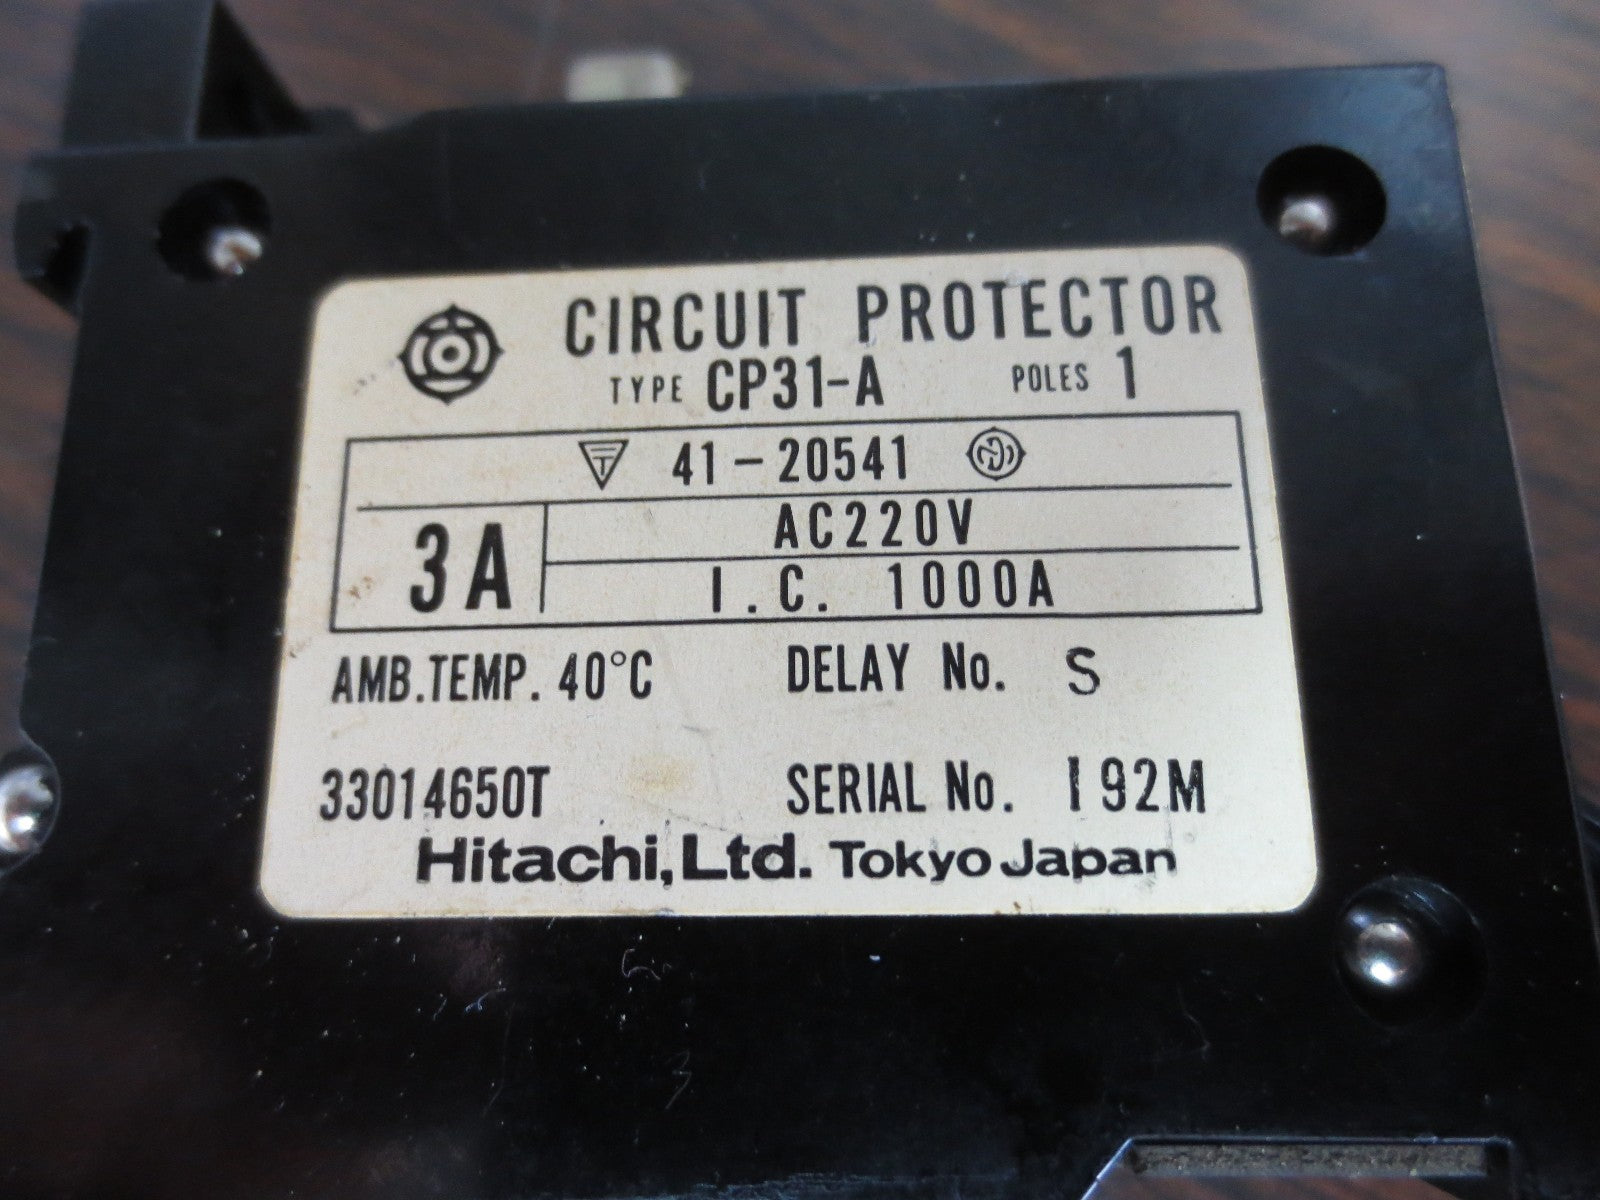 CIRCUIT PROTECTOR
TYPE CP31-A POLES 1
T 41-20541
3A AC220V
I.C. 1000A
AMB.TEMP. 40°C DELAY No. S
33014650T SERIAL No. I92M
Hitachi, Ltd. Tokyo Japan